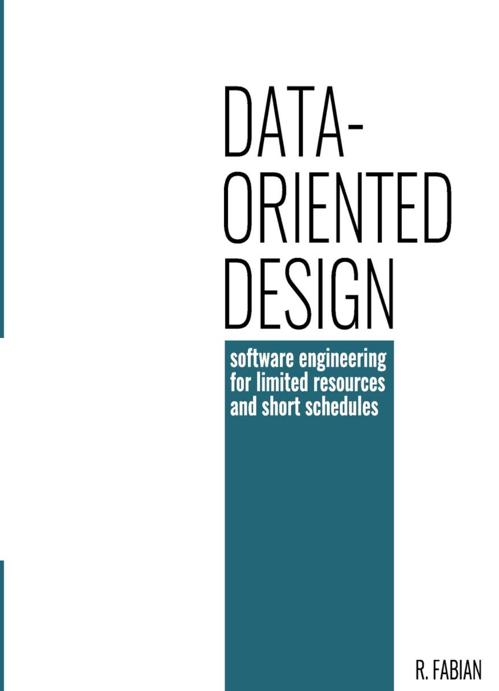 DATA-
ORIENTED
DESIGN
software engineering
for limited resources
and short schedules
R. FABIAN